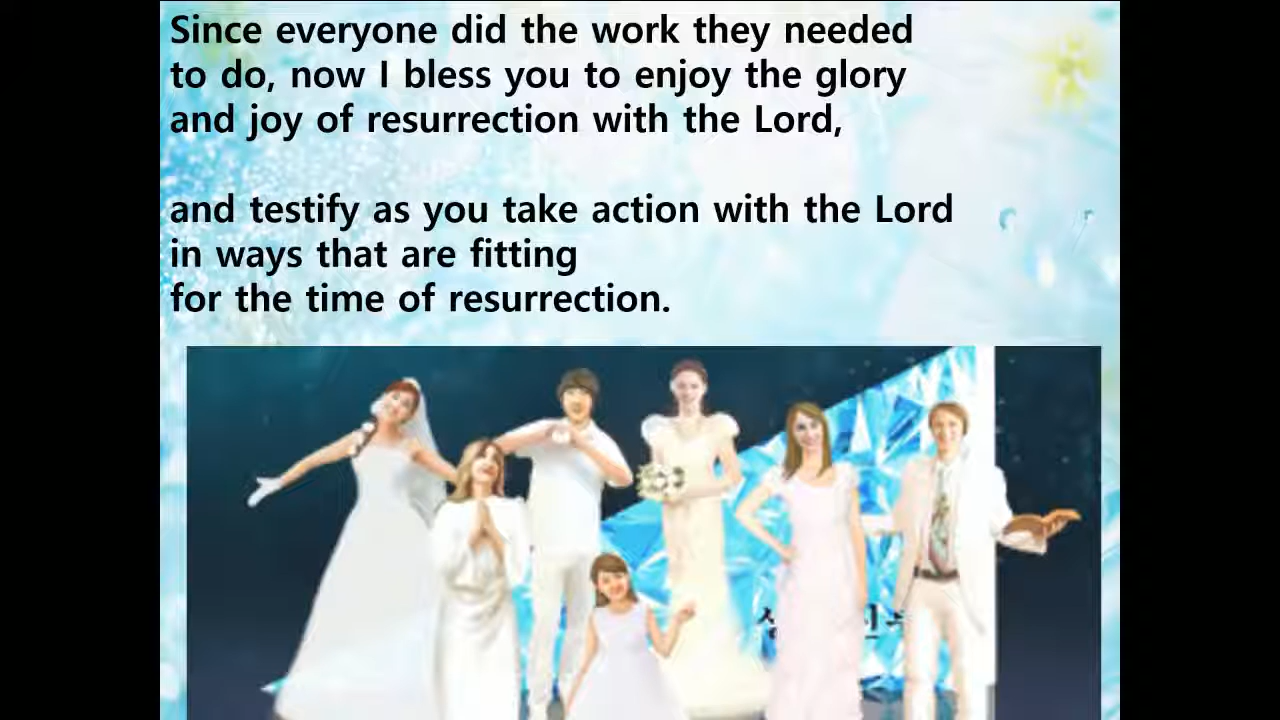 Since everyone did the work they needed
to do, now I bless you to enjoy the glory
and joy of resurrection with the Lord,
and testify as you take action with the Lord
in ways that are fitting
for the time of resurrection.